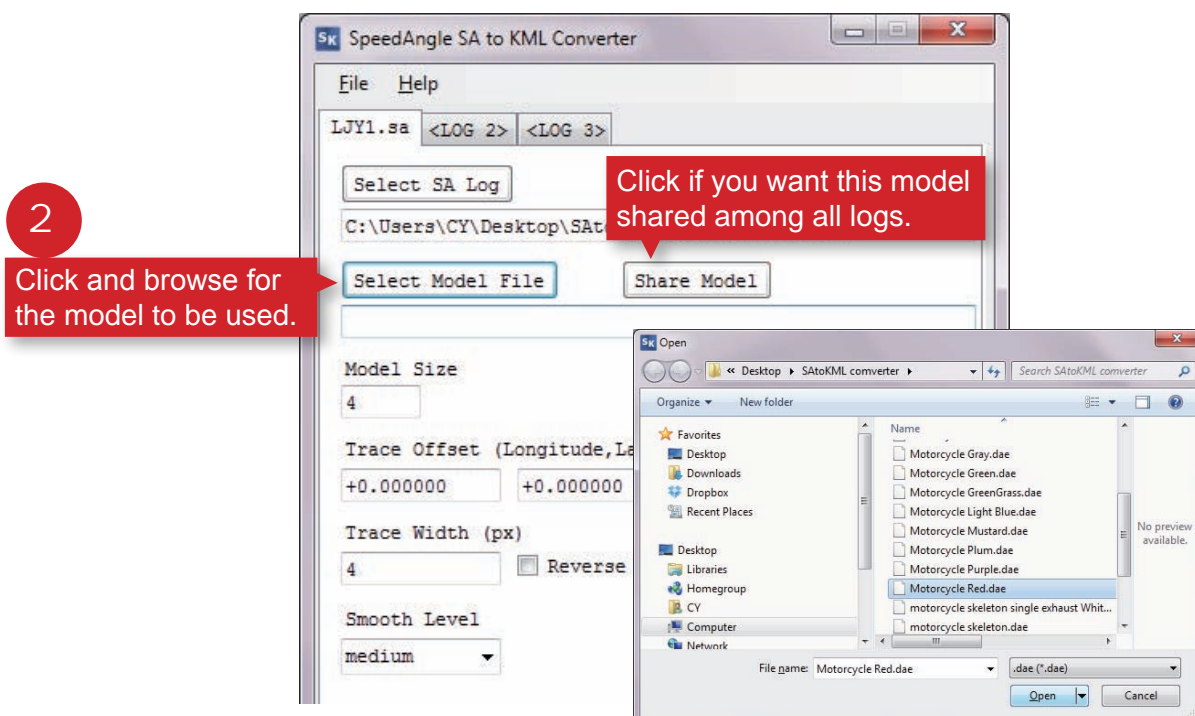 SK SpeedAngle SA to KML Converter
File Help
LJY1.sa <LOG 2> <LOG 3>
Select SA Log
Click if you want this model
shared among all logs.
C:\Users\CY\Desktop\SAto
2
Click and browse for
the model to be used.
Select Model File Share Model
SK Open
« Desktop ▸ SAtoKML comverter ▸ Search SAtoKML comverter
Organize New folder
Model Size
4
Trace Offset (Longitude,La
+0.000000 +0.000000
Trace Width (px)
4 Reverse
Smooth Level
medium
Favorites
Desktop
Downloads
Dropbox
Recent Places
Desktop
Libraries
Homegroup
CY
Computer
Network
Name
Motorcycle Gray.dae
Motorcycle Green.dae
Motorcycle GreenGrass.dae
Motorcycle Light Blue.dae
Motorcycle Mustard.dae
Motorcycle Plum.dae
Motorcycle Purple.dae
Motorcycle Red.dae
motorcycle skeleton single exhaust Whit...
motorcycle skeleton.dae
No preview
available.
File name: Motorcycle Red.dae .dae (*.dae)
Open Cancel